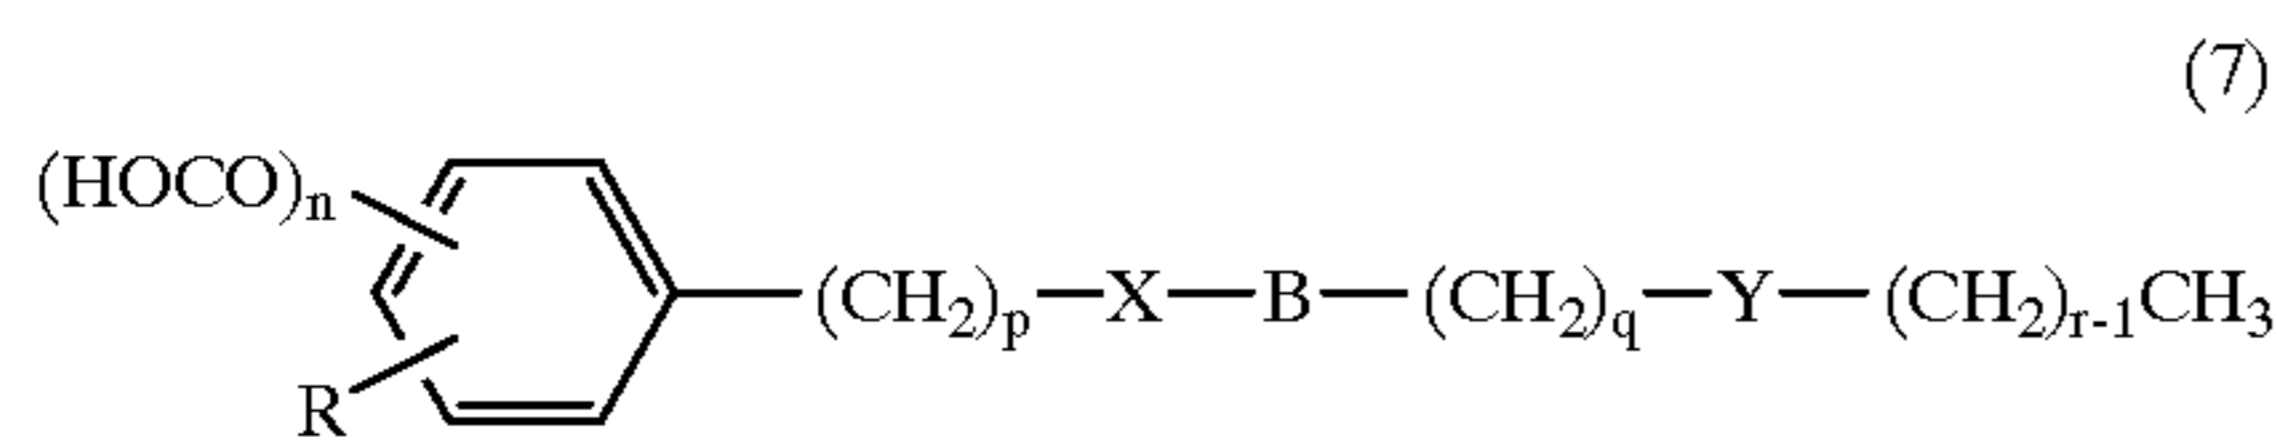 (7)
(HOCO)n
(CH2)p—X—B—(CH2)q—Y—(CH2)r-1CH3
R